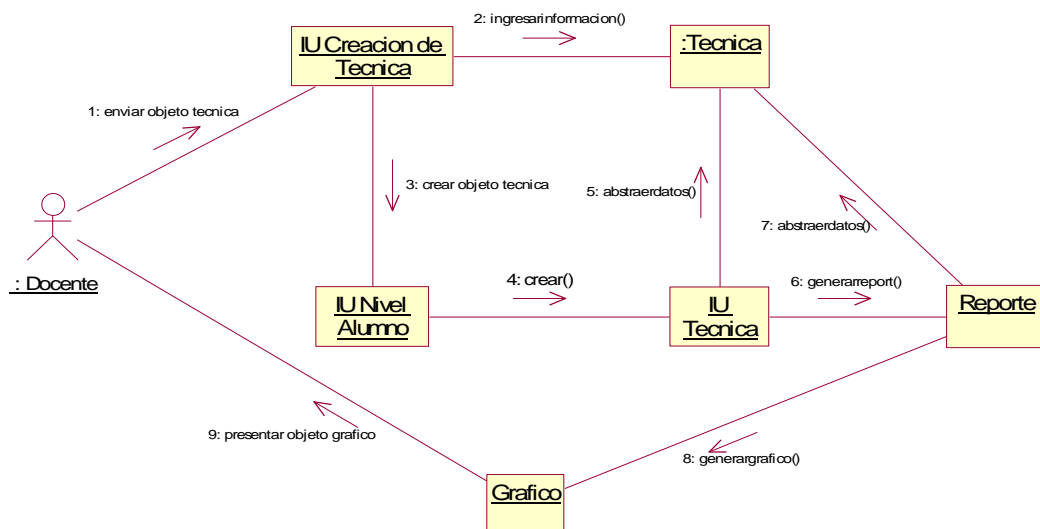 2: ingresarinformacion()
IU Creacion de
Tecnica
:Tecnica
1: enviar objeto tecnica
3: crear objeto tecnica
5: abstraerdatos()
7: abstraerdatos()
: Docente
4: crear()
6: generarreport()
IU Nivel
Alumno
IU
Tecnica
Reporte
9: presentar objeto grafico
8: generargrafico()
Grafico